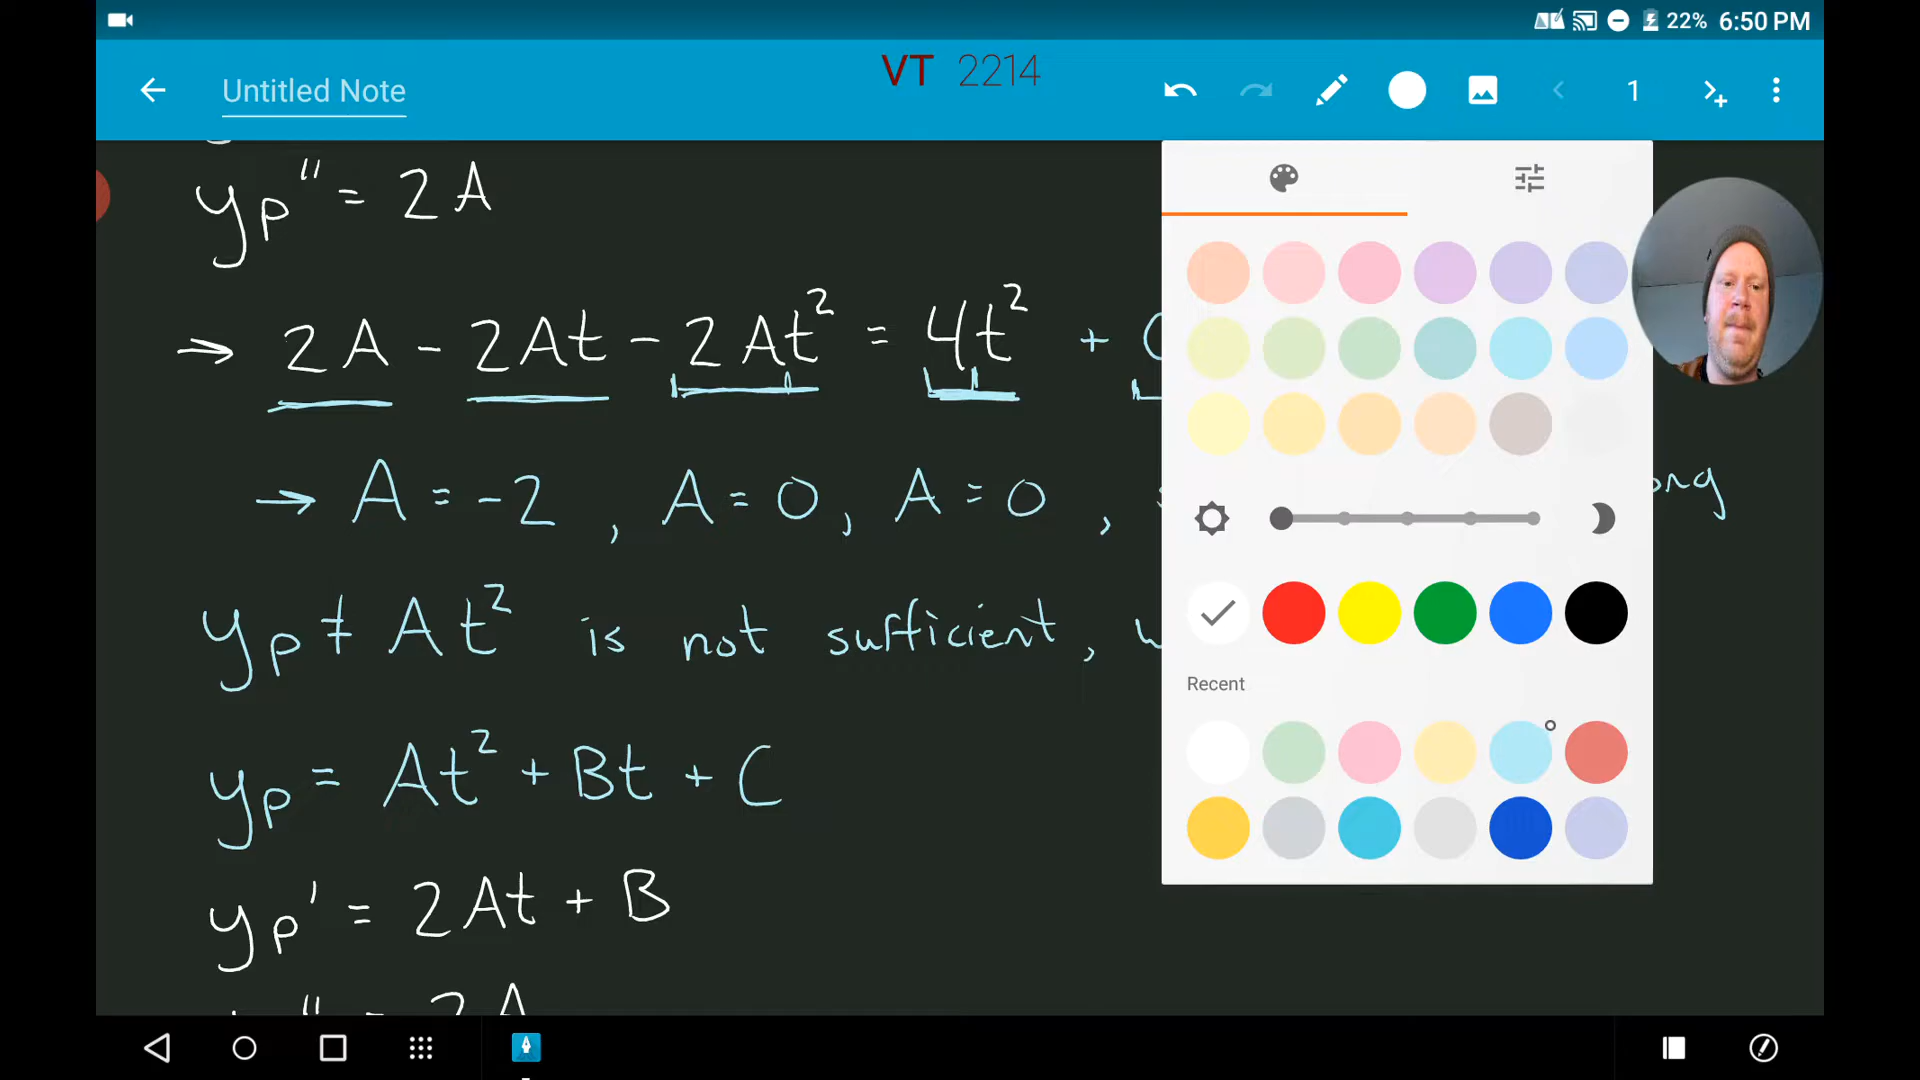 22% 6:50 PM
Untitled Note
VT 2214
1
yp'' = 2A
→ 2A - 2At - 2At² = 4t² +
→ A = -2 , A = 0 , A = 0 ,
yp ≠ At² is not sufficient,
yp = At² + Bt + C
yp' = 2At + B
'' = 2A
Recent